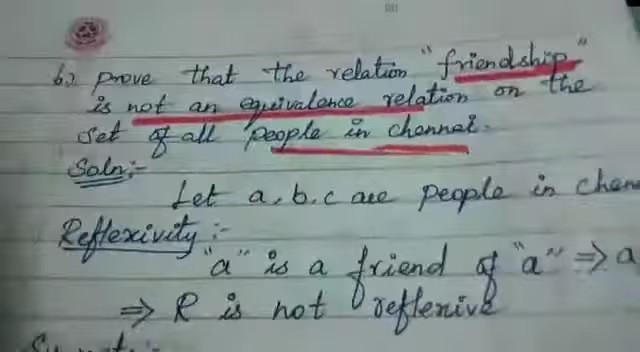 6.) Prove that the relation "friendship"
is not an equivalence relation on the
set of all people in chennai.
Soln:-
Let a, b, c are people in chenn
Reflexivity :-
"a" is a friend of "a" ⇒ a
⇒ R is not reflexive